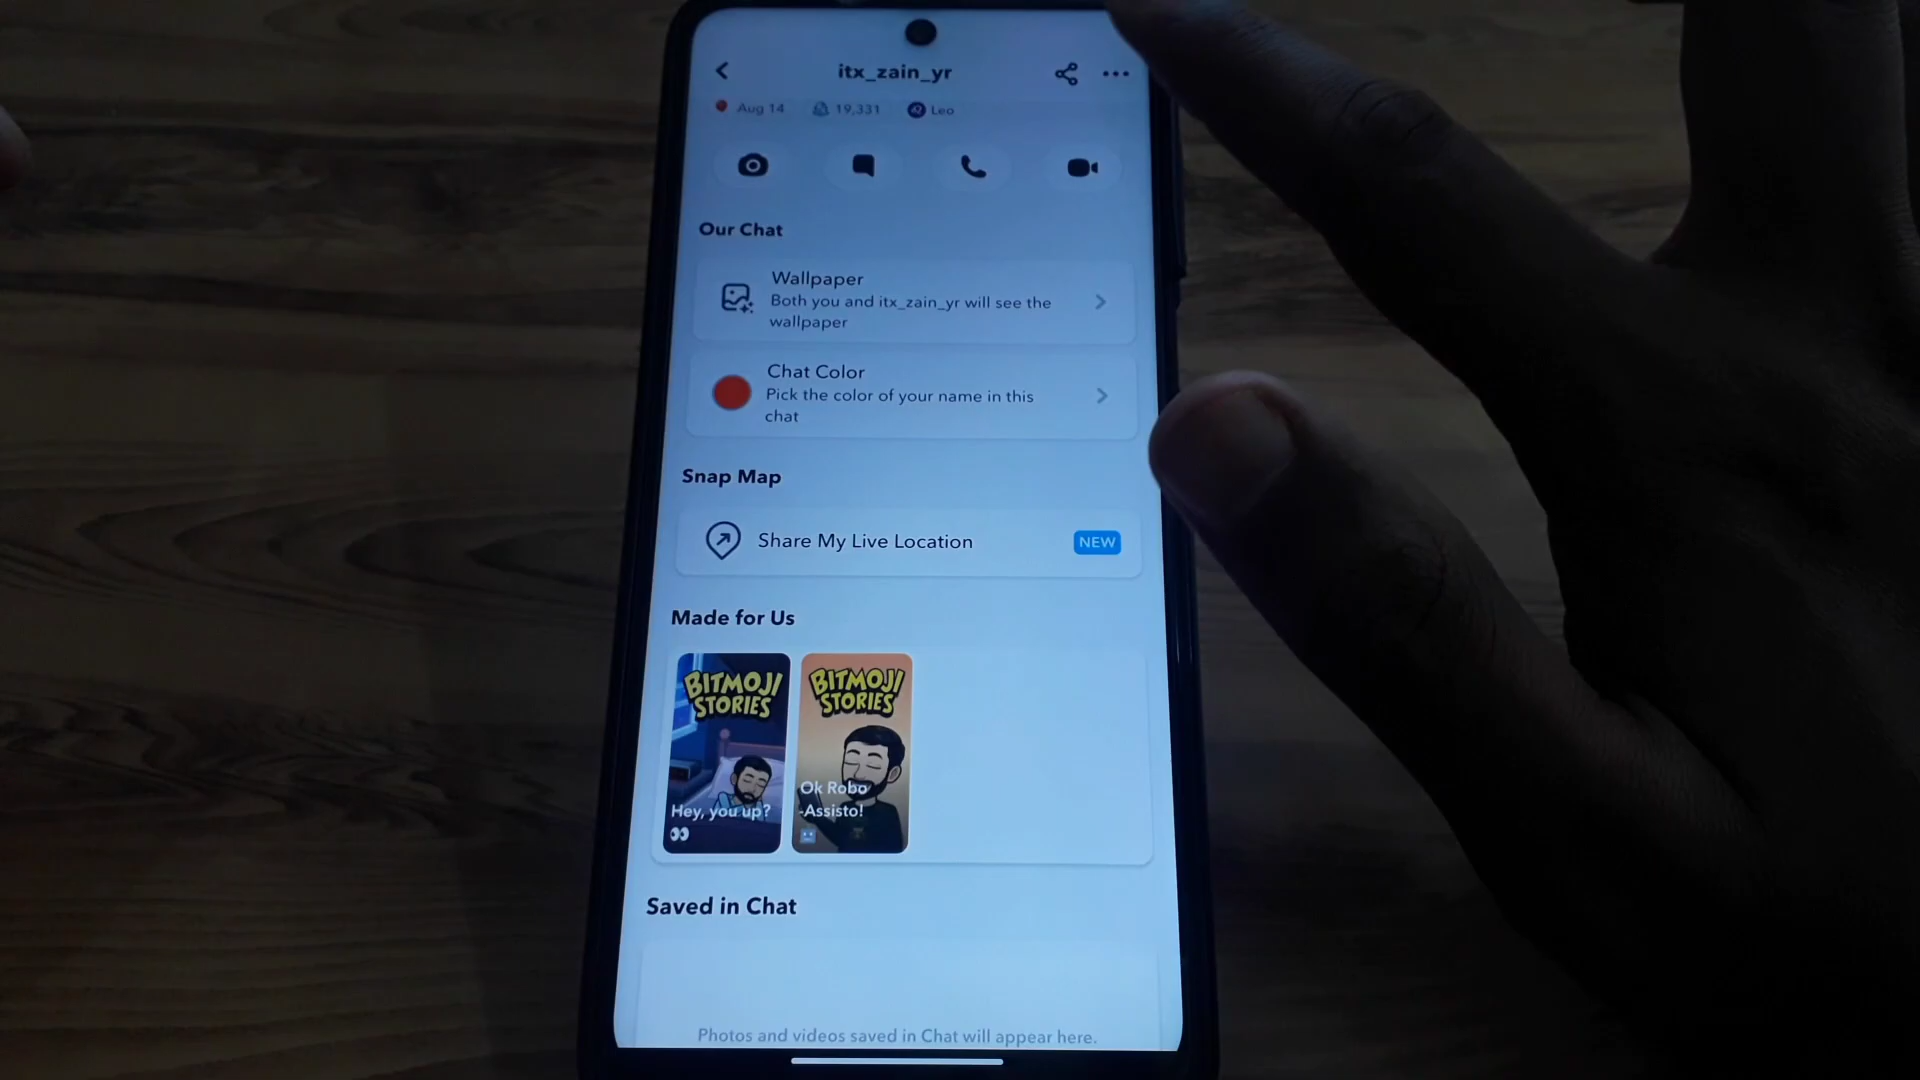 itx_zain_yr
Aug 14 19,331 Leo
Our Chat
Wallpaper
Both you and itx_zain_yr will see the
wallpaper
Chat Color
Pick the color of your name in this
chat
Snap Map
Share My Live Location NEW
Made for Us
BITMOJI
STORIES
Hey, you up?
BITMOJI
STORIES
Ok Robo
-Assisto!
Saved in Chat
Photos and videos saved in Chat will appear here.